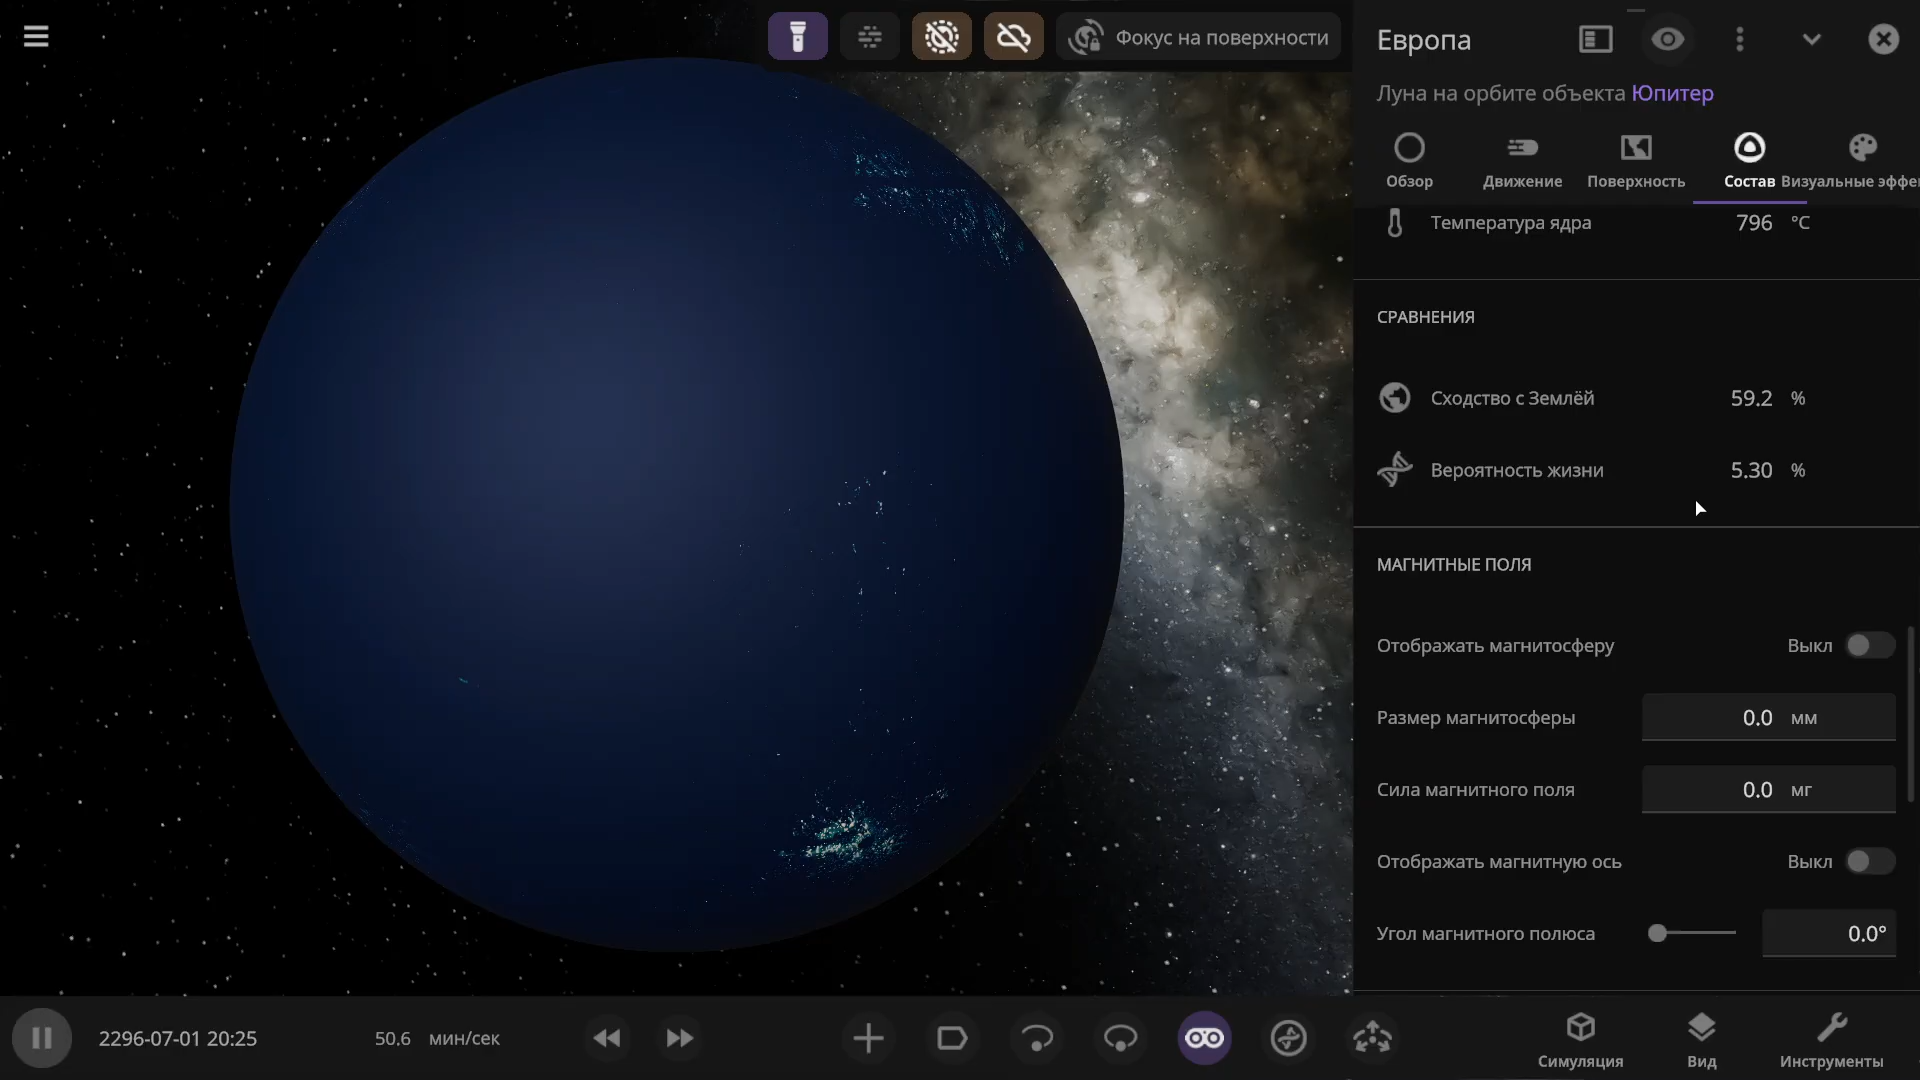 Фокус на поверхности
Европа
Луна на орбите объекта Юпитер
Обзор
Движение
Поверхность
Состав
Визуальные эффе
Температура ядра 796 °C
СРАВНЕНИЯ
Сходство с Землёй 59.2 %
Вероятность жизни 5.30 %
МАГНИТНЫЕ ПОЛЯ
Отображать магнитосферу Выкл
Размер магнитосферы 0.0 мм
Сила магнитного поля 0.0 мг
Отображать магнитную ось Выкл
Угол магнитного полюса 0.0°
2296-07-01 20:25
50.6 мин/сек
Симуляция
Вид
Инструменты